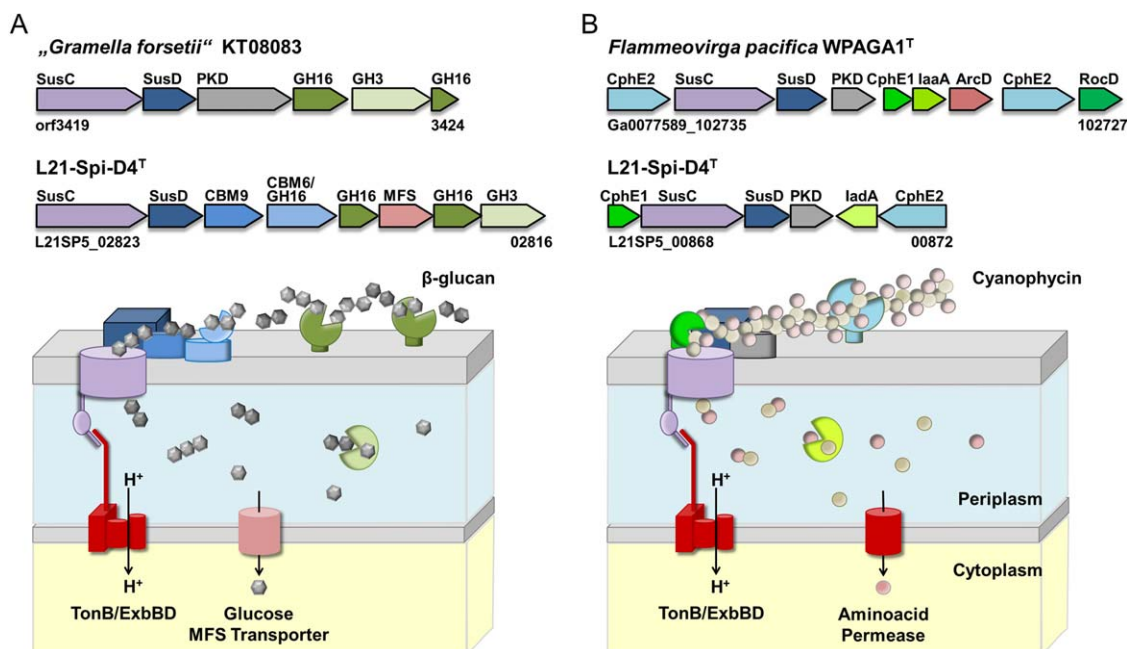 A
„Gramella forsetii“ KT08083
SusC SusD PKD GH16 GH3 GH16
orf3419 3424
L21-Spi-D4T
SusC SusD CBM9 CBM6/ GH16 GH16 MFS GH16 GH3
L21SP5_02823 02816
β-glucan
H+
H+
TonB/ExbBD
Glucose
MFS Transporter
B
Flammeovirga pacifica WPAGA1T
CphE2 SusC SusD PKD CphE1 IaaA ArcD CphE2 RocD
Ga0077589_102735 102727
L21-Spi-D4T
CphE1 SusC SusD PKD IadA CphE2
L21SP5_00868 00872
Cyanophycin
H+
Periplasm
H+
Cytoplasm
TonB/ExbBD
Aminoacid
Permease